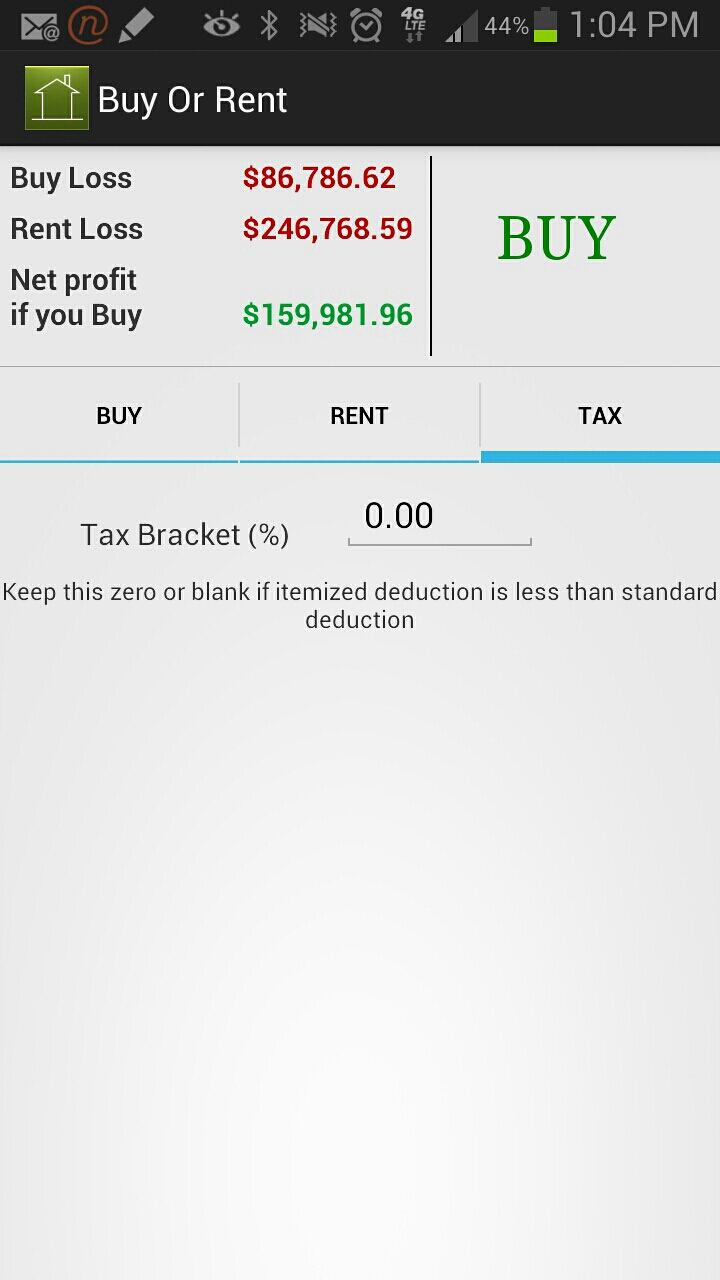 4G
LTE
44%
1:04 PM
Buy Or Rent
Buy Loss $86,786.62
Rent Loss $246,768.59
Net profit
if you Buy $159,981.96
BUY
BUY RENT TAX
Tax Bracket (%) 0.00
Keep this zero or blank if itemized deduction is less than standard
deduction